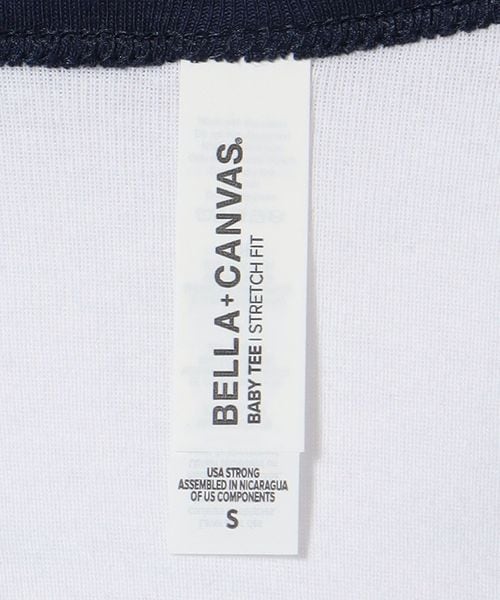 BELLA+CANVAS®
BABY TEE | STRETCH FIT
USA STRONG
ASSEMBLED IN NICARAGUA
OF US COMPONENTS
S